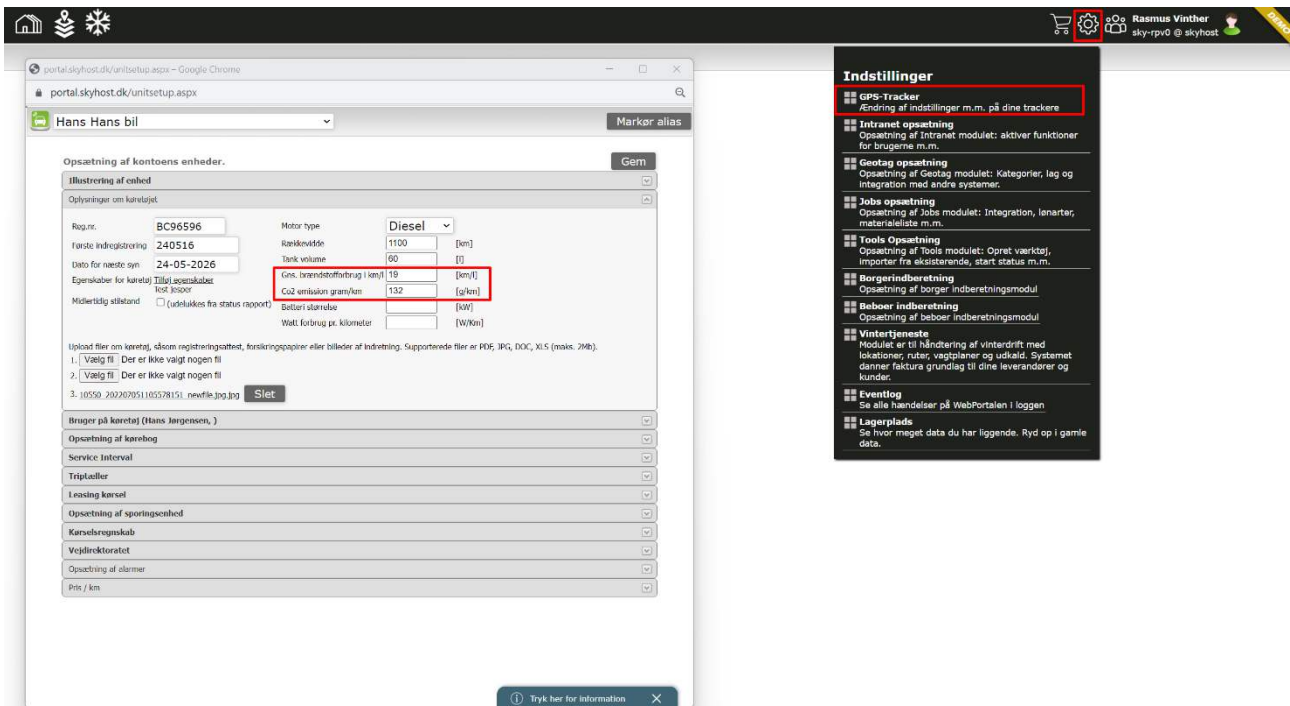 Rasmus Vinther
sky-rpv0 @ skyhost
DEMO
portal.skyhost.dk/unitsetup.aspx – Google Chrome
portal.skyhost.dk/unitsetup.aspx
Hans Hans bil
Markør alias
Opsætning af kontoens enheder.
Gem
Illustrering af enhed
Oplysninger om køretøjet
Reg.nr. BC96596 Motor type Diesel
Første indregistrering 240516 Rækkevidde 1100 [km]
Tank volume 60 [l]
Dato for næste syn 24-05-2026
Gns. brændstofforbrug i km/l 19 [km/l]
Egenskaber for køretøj Tilføj egenskaber
Test Jesper
Co2 emission gram/km 132 [g/km]
Midlertidig stilstand (udelukkes fra status rapport) Batteri størrelse [kW]
Watt forbrug pr. kilometer [W/Km]
Upload filer om køretøj, såsom registreringsattest, forsikringspapirer eller billeder af indretning. Supporterede filer er PDF, JPG, DOC, XLS (maks. 2Mb).
1. Vælg fil Der er ikke valgt nogen fil
2. Vælg fil Der er ikke valgt nogen fil
3. 10550_202207051105578151_newfile.jpg.jpg Slet
Bruger på køretøj (Hans Jørgensen, )
Opsætning af kørebog
Service Interval
Triptæller
Leasing kørsel
Opsætning af sporingsenhed
Kørselsregnskab
Vejdirektoratet
Opsætning af alarmer
Pris / km
Tryk her for information
Indstillinger
GPS-Tracker
Ændring af indstillinger m.m. på dine trackere
Intranet opsætning
Opsætning af Intranet modulet: aktiver funktioner
for brugerne m.m.
Geotag opsætning
Opsætning af Geotag modulet: Kategorier, lag og
integration med andre systemer.
Jobs opsætning
Opsætning af Jobs modulet: Integration, lønarter,
materialeliste m.m.
Tools Opsætning
Opsætning af Tools modulet: Opret værktøj,
importer fra eksisterende, start status m.m.
Borgerindberetning
Opsætning af borger indberetningsmodul
Beboer indberetning
Opsætning af beboer indberetningsmodul
Vintertjeneste
Modulet er til håndtering af vinterdrift med
lokationer, ruter, vagtplaner og udkald. Systemet
danner faktura grundlag til dine leverandører og
kunder.
Eventlog
Se alle hændelser på WebPortalen i loggen
Lagerplads
Se hvor meget data du har liggende. Ryd op i gamle
data.